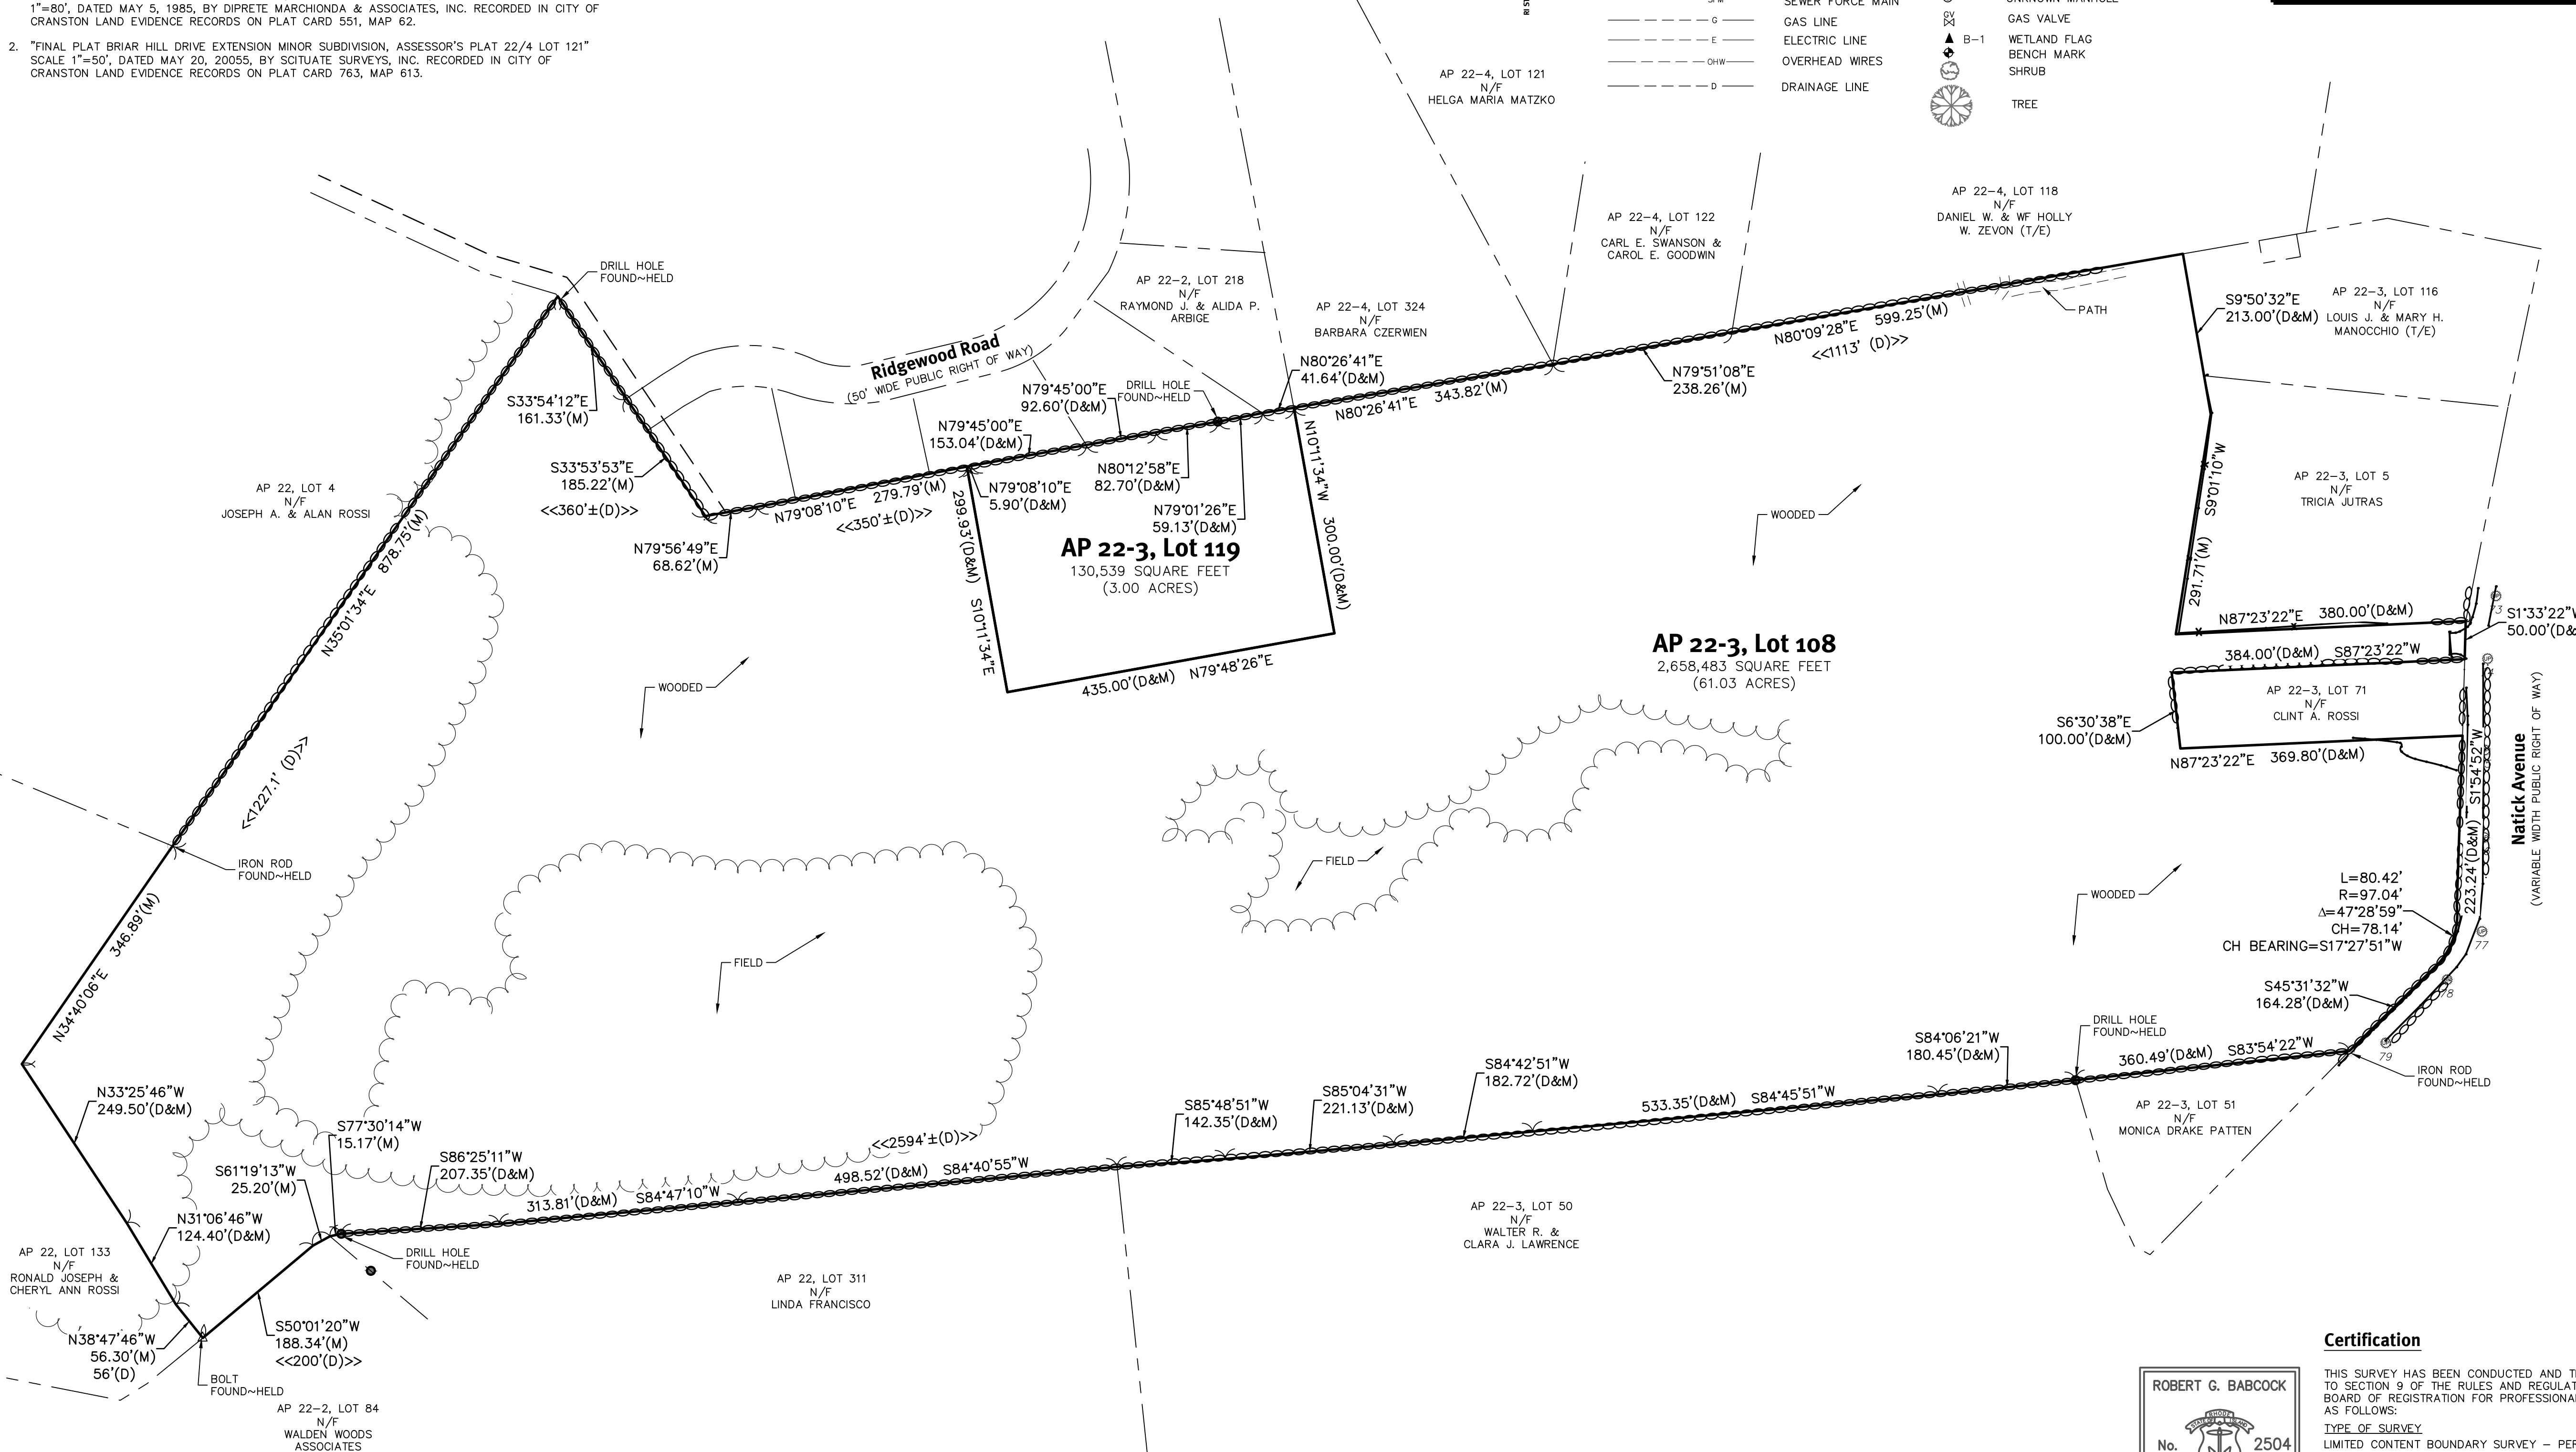 1"=80', DATED MAY 5, 1985, BY DIPRETE MARCHIONDA & ASSOCIATES, INC. RECORDED IN CITY OF
CRANSTON LAND EVIDENCE RECORDS ON PLAT CARD 551, MAP 62.
2. "FINAL PLAT BRIAR HILL DRIVE EXTENSION MINOR SUBDIVISION, ASSESSOR'S PLAT 22/4 LOT 121"
SCALE 1"=50', DATED MAY 20, 20055, BY SCITUATE SURVEYS, INC. RECORDED IN CITY OF
CRANSTON LAND EVIDENCE RECORDS ON PLAT CARD 763, MAP 613.
SEWER FORCE MAIN
G
GAS LINE
E
ELECTRIC LINE
OHW
OVERHEAD WIRES
D
DRAINAGE LINE
GV
GAS VALVE
B-1
WETLAND FLAG
BENCH MARK
SHRUB
TREE
AP 22-4, LOT 121
N/F
HELGA MARIA MATZKO
AP 22-4, LOT 122
N/F
CARL E. SWANSON &
CAROL E. GOODWIN
AP 22-4, LOT 118
N/F
DANIEL W. & WF HOLLY
W. ZEVON (T/E)
AP 22-3, LOT 116
N/F
LOUIS J. & MARY H.
MANOCCHIO (T/E)
S9°50'32"E
213.00'(D&M)
PATH
AP 22-2, LOT 218
N/F
RAYMOND J. & ALIDA P.
ARBIGE
AP 22-4, LOT 324
N/F
BARBARA CZERWIEN
DRILL HOLE
FOUND~HELD
Ridgewood Road
(50' WIDE PUBLIC RIGHT OF WAY)
S33°54'12"E
161.33'(M)
S33°53'53"E
185.22'(M)
<<360'±(D)>>
N79°56'49"E
68.62'(M)
N79°08'10"E 279.79'(M)
<<350'±(D)>>
N79°45'00"E
153.04'(D&M)
N79°45'00"E
92.60'(D&M)
DRILL HOLE
FOUND~HELD
N80°26'41"E
41.64'(D&M)
N79°08'10"E
5.90'(D&M)
N80°12'58"E
82.70'(D&M)
N79°01'26"E
59.13'(D&M)
N80°26'41"E 343.82'(M)
N79°51'08"E
238.26'(M)
N80°09'28"E 599.25'(M)
<<1113' (D)>>
299.93'(D&M) S10°11'34"E
N10°11'34"W 300.00'(D&M)
435.00'(D&M) N79°48'26"E
AP 22-3, Lot 119
130,539 SQUARE FEET
(3.00 ACRES)
AP 22-3, Lot 108
2,658,483 SQUARE FEET
(61.03 ACRES)
WOODED
WOODED
WOODED
FIELD
FIELD
AP 22, LOT 4
N/F
JOSEPH A. & ALAN ROSSI
N35°01'34"E 878.75'(M)
<<1227.1' (D)>>
IRON ROD
FOUND~HELD
N34°40'06"E 346.89'(M)
N33°25'46"W
249.50'(D&M)
N31°06'46"W
124.40'(D&M)
AP 22, LOT 133
N/F
RONALD JOSEPH &
CHERYL ANN ROSSI
N38°47'46"W
56.30'(M)
56'(D)
BOLT
FOUND~HELD
S50°01'20"W
188.34'(M)
<<200'(D)>>
AP 22-2, LOT 84
N/F
WALDEN WOODS
ASSOCIATES
S61°19'13"W
25.20'(M)
S77°30'14"W
15.17'(M)
DRILL HOLE
FOUND~HELD
S86°25'11"W
207.35'(D&M)
313.81'(D&M) S84°47'10"W
<<2594'±(D)>>
498.52'(D&M) S84°40'55"W
AP 22, LOT 311
N/F
LINDA FRANCISCO
S85°48'51"W
142.35'(D&M)
S85°04'31"W
221.13'(D&M)
S84°42'51"W
182.72'(D&M)
533.35'(D&M) S84°45'51"W
S84°06'21"W
180.45'(D&M)
DRILL HOLE
FOUND~HELD
360.49'(D&M) S83°54'22"W
IRON ROD
FOUND~HELD
AP 22-3, LOT 50
N/F
WALTER R. &
CLARA J. LAWRENCE
AP 22-3, LOT 51
N/F
MONICA DRAKE PATTEN
AP 22-3, LOT 5
N/F
TRICIA JUTRAS
291.71'(M) S9°01'10"W
N87°23'22"E 380.00'(D&M)
S1°33'22"W
384.00'(D&M) S87°23'22"W
AP 22-3, LOT 71
N/F
CLINT A. ROSSI
S6°30'38"E
100.00'(D&M)
N87°23'22"E 369.80'(D&M)
223.24'(D&M) S1°54'52"W
Natick Avenue
(VARIABLE WIDTH PUBLIC RIGHT OF WAY)
L=80.42'
R=97.04'
Δ=47°28'59"
CH=78.14'
CH BEARING=S17°27'51"W
S45°31'32"W
164.28'(D&M)
77
78
79
Certification
THIS SURVEY HAS BEEN CONDUCTED AND
TO SECTION 9 OF THE RULES AND
BOARD OF REGISTRATION FOR
AS FOLLOWS:
TYPE OF SURVEY
LIMITED CONTENT BOUNDARY SURVEY –
ROBERT G. BABCOCK
No. 2504